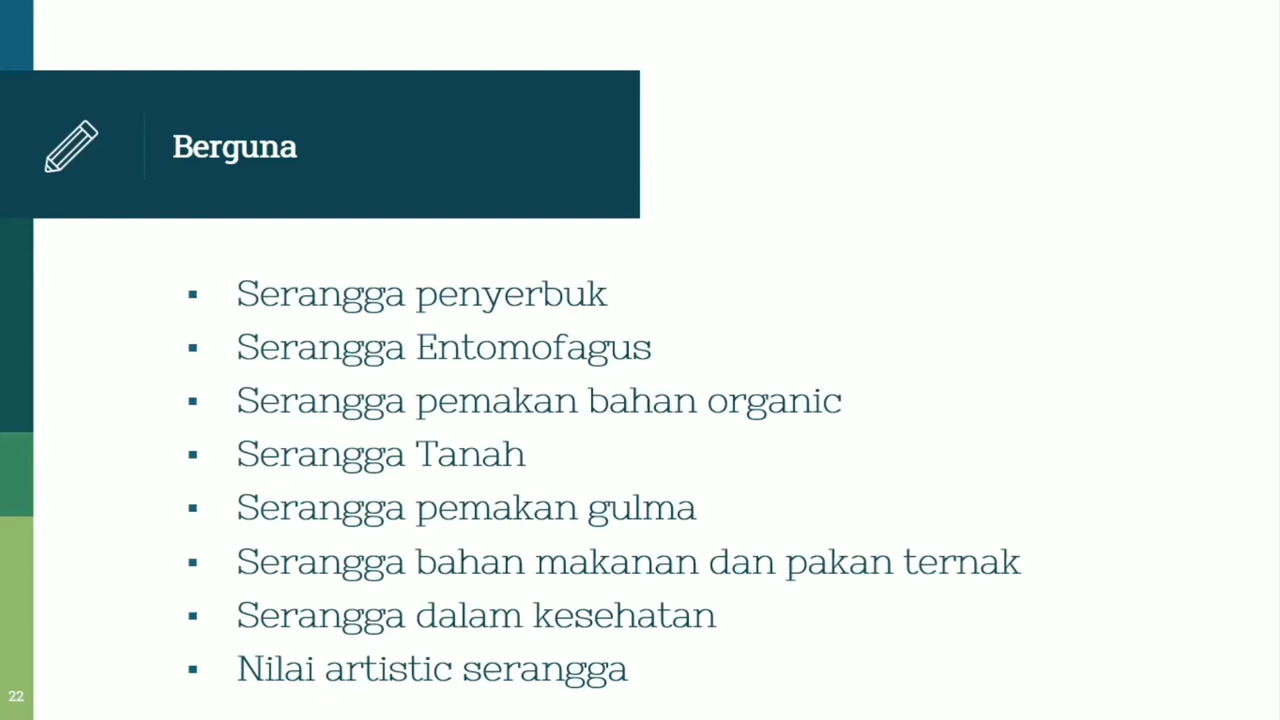 Berguna
▪ Serangga penyerbuk
▪ Serangga Entomofagus
▪ Serangga pemakan bahan organic
▪ Serangga Tanah
▪ Serangga pemakan gulma
▪ Serangga bahan makanan dan pakan ternak
▪ Serangga dalam kesehatan
▪ Nilai artistic serangga
22